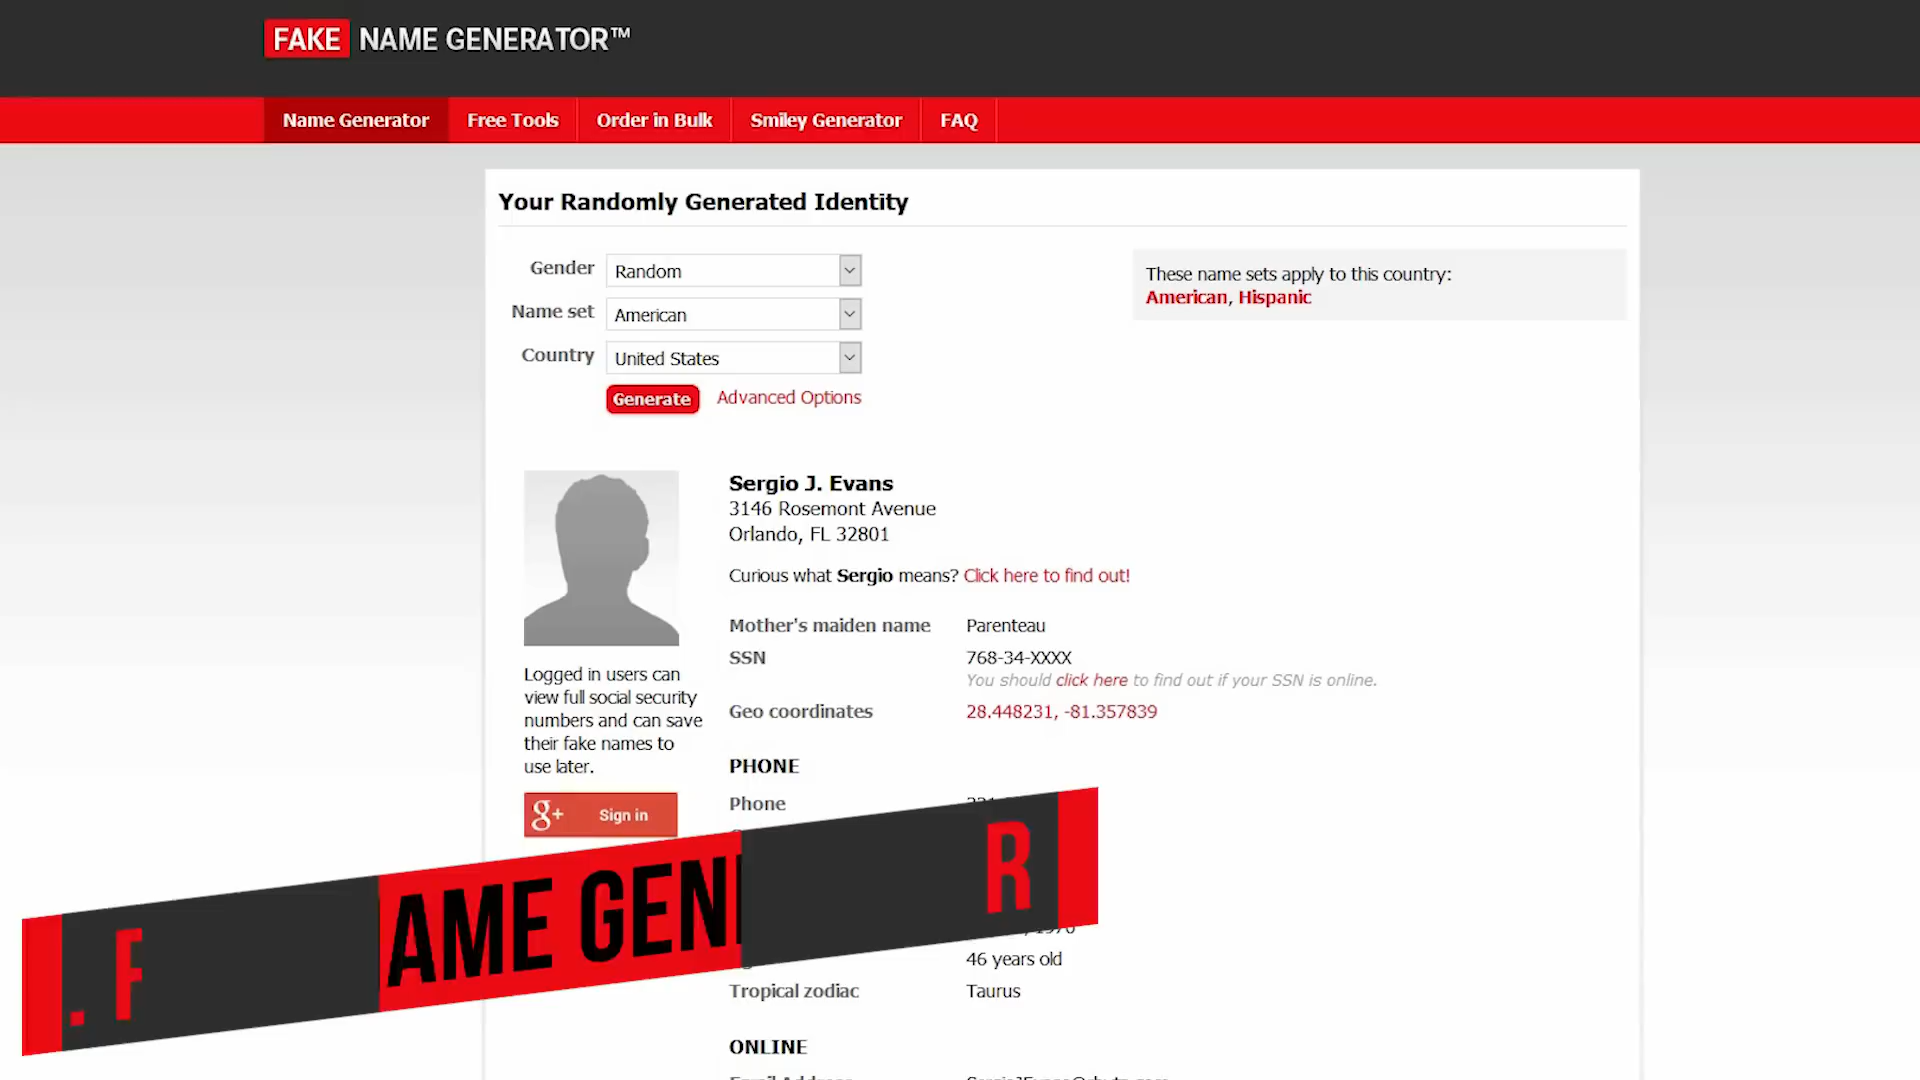 FAKE NAME GENERATOR™
Name Generator Free Tools Order in Bulk Smiley Generator FAQ
Your Randomly Generated Identity
Gender Random
Name set American
Country United States
Generate Advanced Options
These name sets apply to this country:
American, Hispanic
Sergio J. Evans
3146 Rosemont Avenue
Orlando, FL 32801
Curious what Sergio means? Click here to find out!
Mother's maiden name Parenteau
SSN 768-34-XXXX
You should click here to find out if your SSN is online.
Geo coordinates 28.448231, -81.357839
Logged in users can
view full social security
numbers and can save
their fake names to
use later.
g+ Sign in
PHONE
Phone
. F AME GEN R
46 years old
Tropical zodiac Taurus
ONLINE